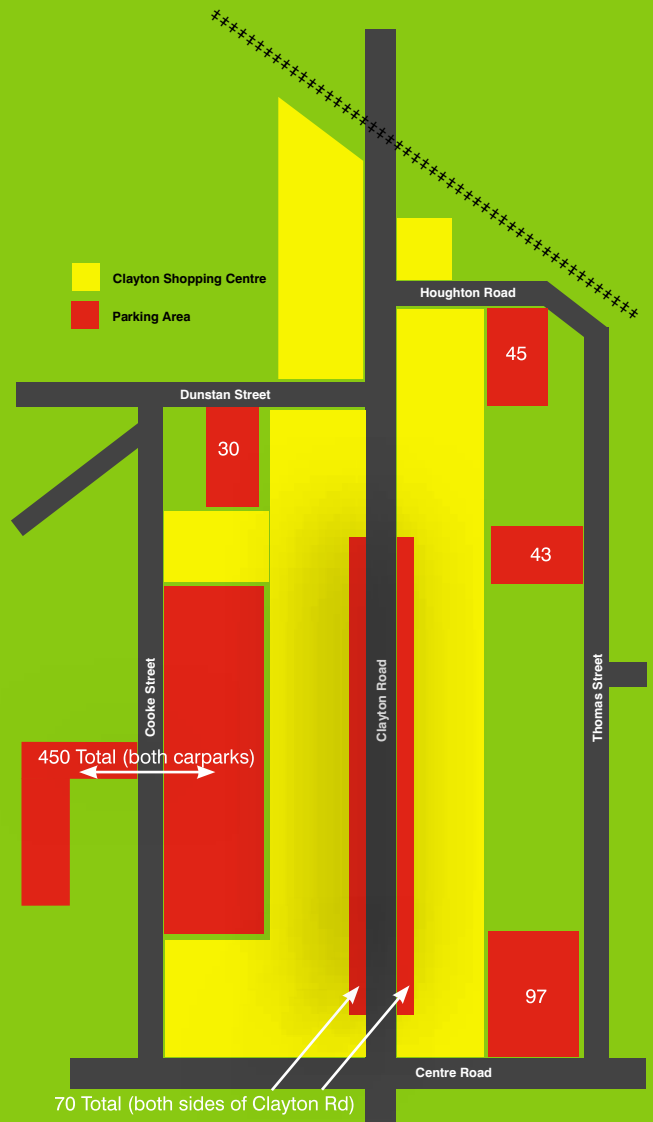 Clayton Shopping Centre
Parking Area
Houghton Road
45
Dunstan Street
30
43
Cooke Street
Clayton Road
Thomas Street
450 Total (both carparks)
97
Centre Road
70 Total (both sides of Clayton Rd)